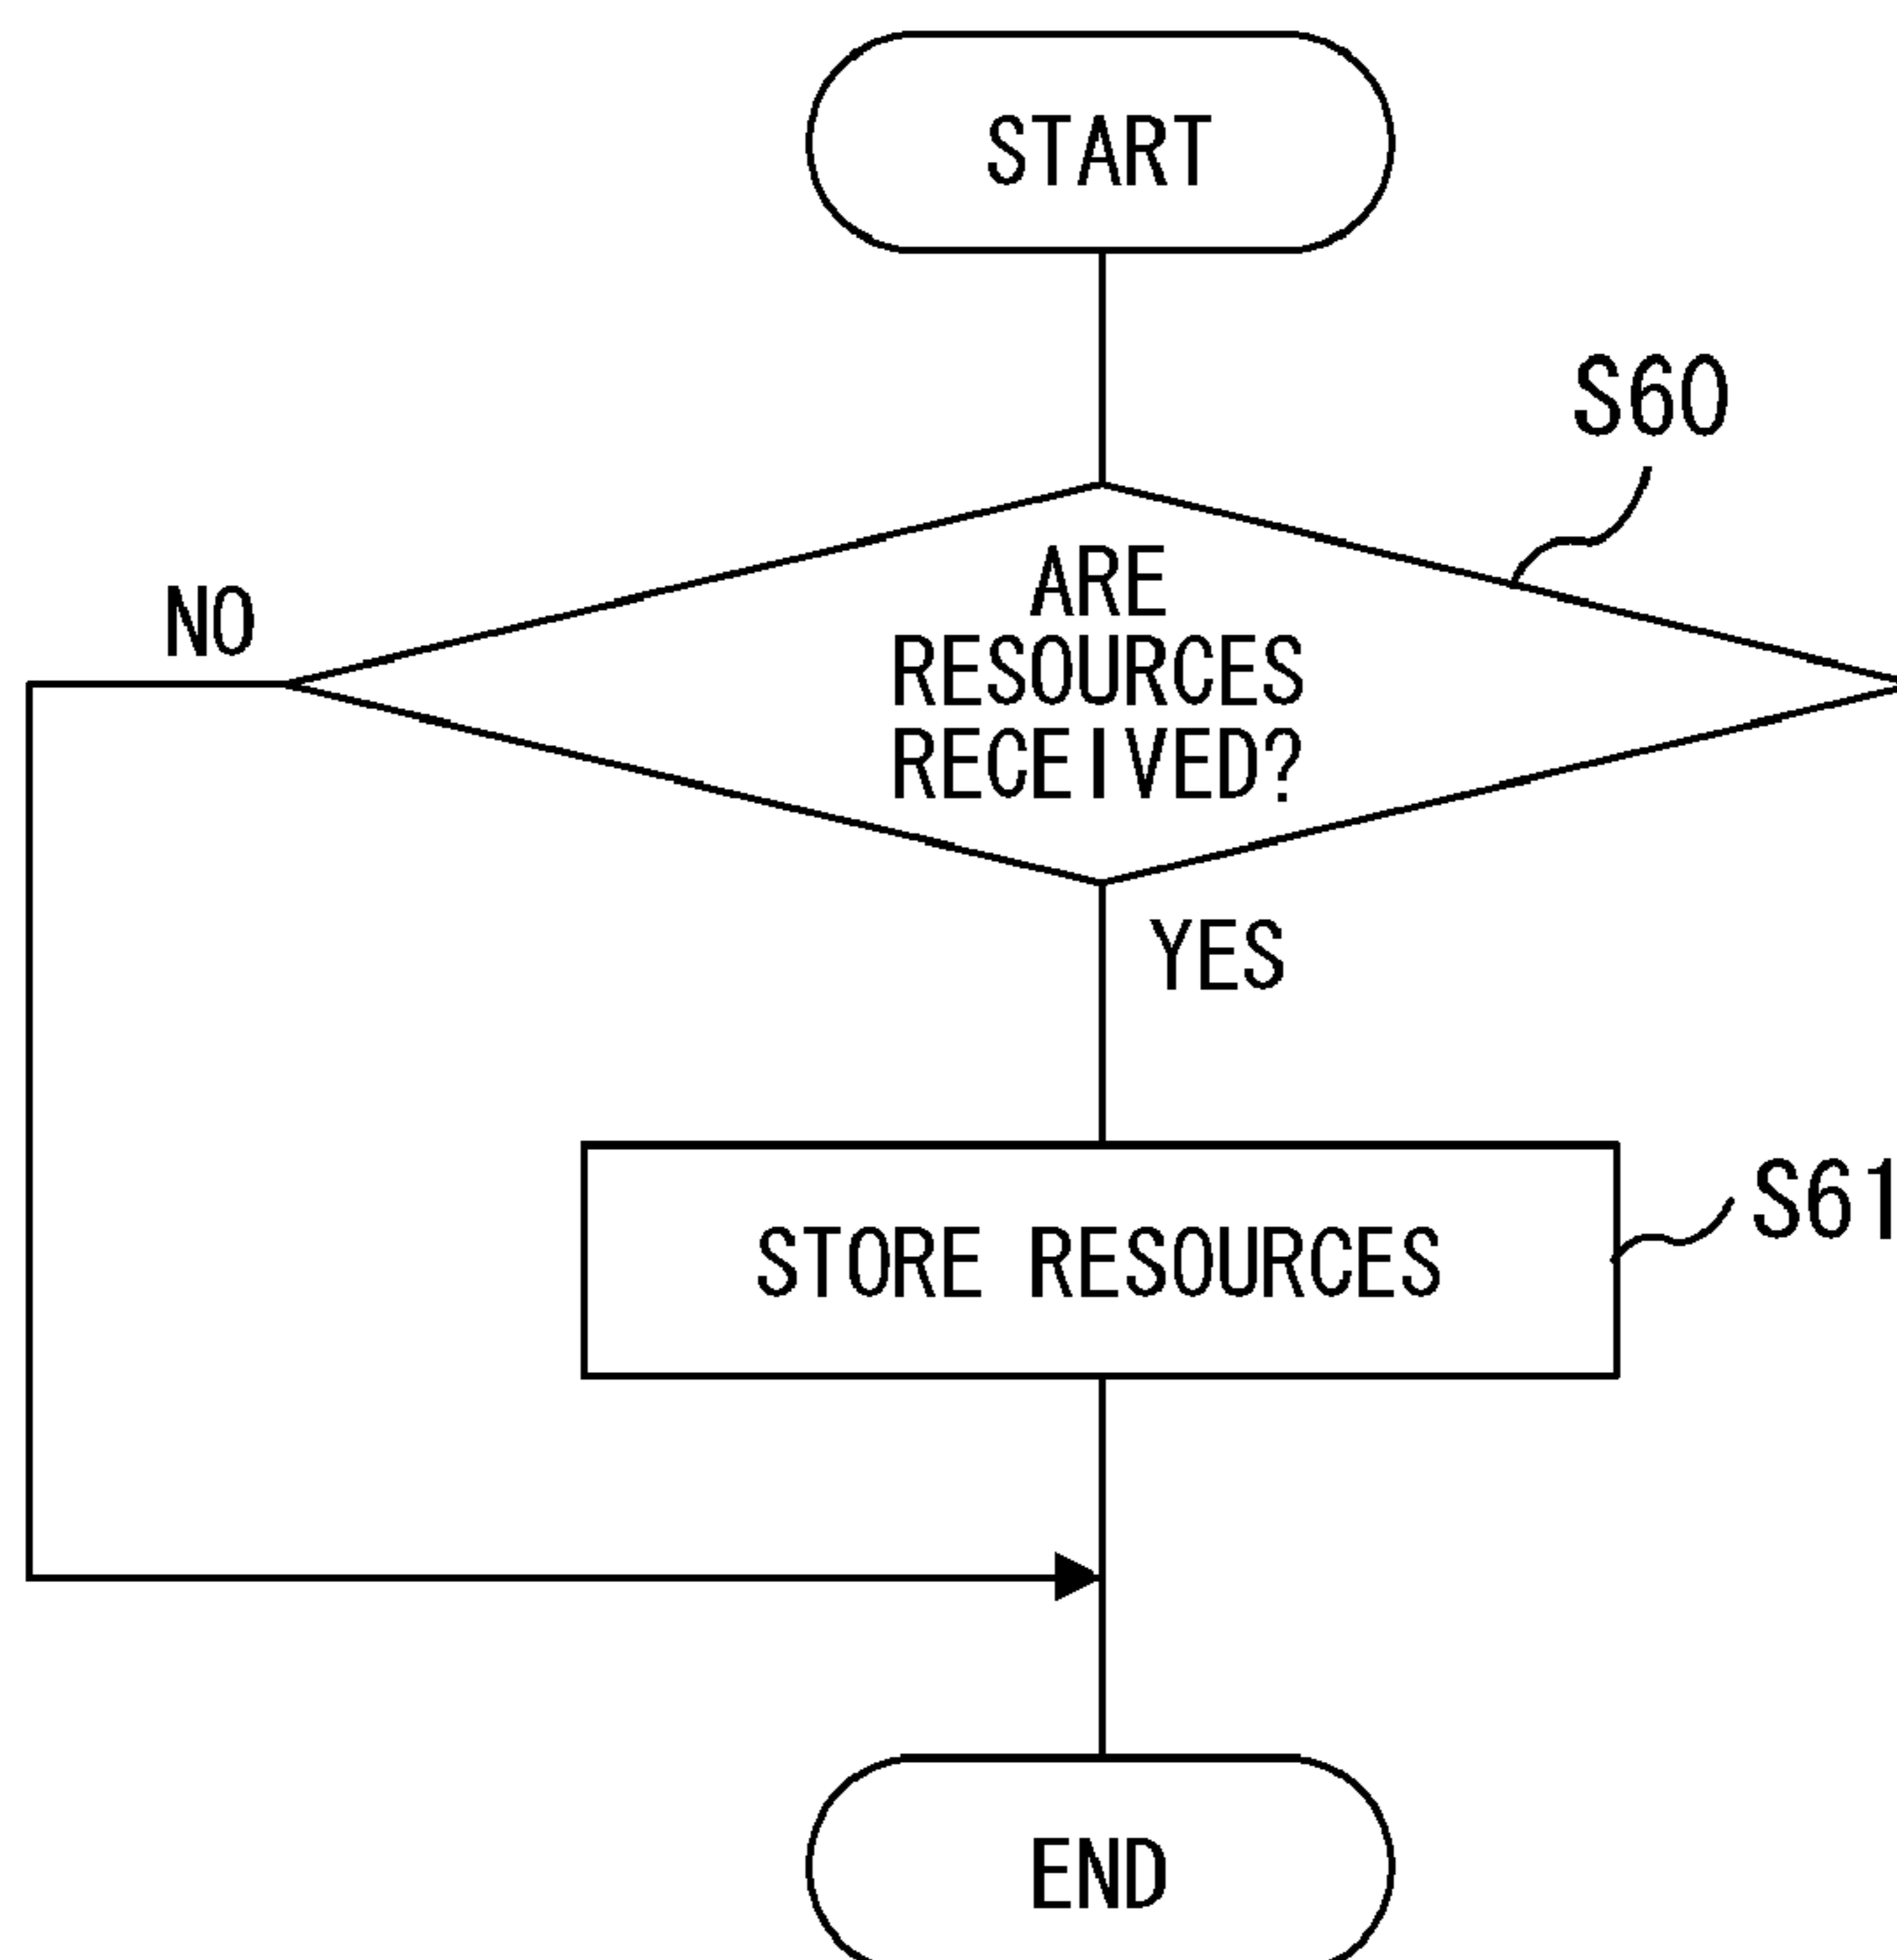 START
S60
ARE
RESOURCES
RECEIVED?
NO
YES
STORE RESOURCES
S61
END